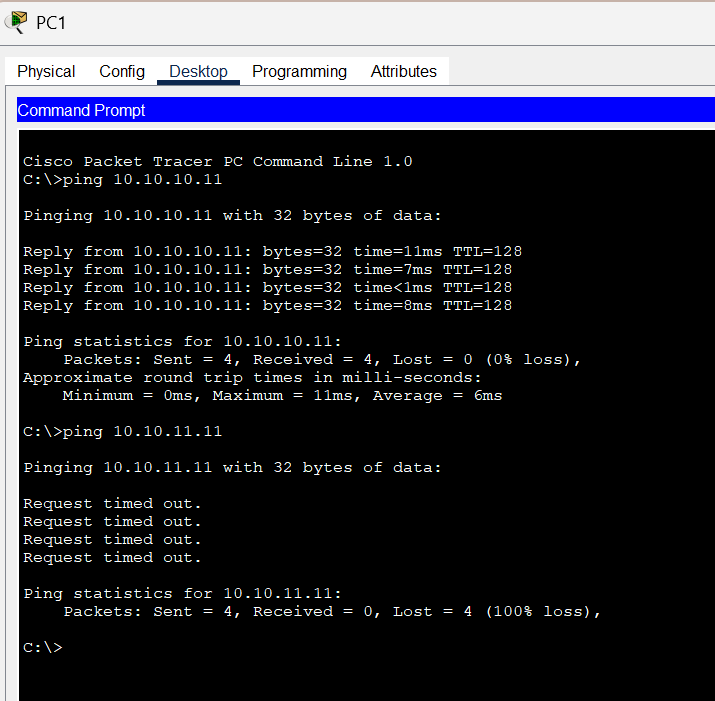 PC1
Physical Config Desktop Programming Attributes
Command Prompt
Cisco Packet Tracer PC Command Line 1.0
C:\>ping 10.10.10.11
Pinging 10.10.10.11 with 32 bytes of data:
Reply from 10.10.10.11: bytes=32 time=11ms TTL=128
Reply from 10.10.10.11: bytes=32 time=7ms TTL=128
Reply from 10.10.10.11: bytes=32 time<1ms TTL=128
Reply from 10.10.10.11: bytes=32 time=8ms TTL=128
Ping statistics for 10.10.10.11:
Packets: Sent = 4, Received = 4, Lost = 0 (0% loss),
Approximate round trip times in milli-seconds:
Minimum = 0ms, Maximum = 11ms, Average = 6ms
C:\>ping 10.10.11.11
Pinging 10.10.11.11 with 32 bytes of data:
Request timed out.
Request timed out.
Request timed out.
Request timed out.
Ping statistics for 10.10.11.11:
Packets: Sent = 4, Received = 0, Lost = 4 (100% loss),
C:\>